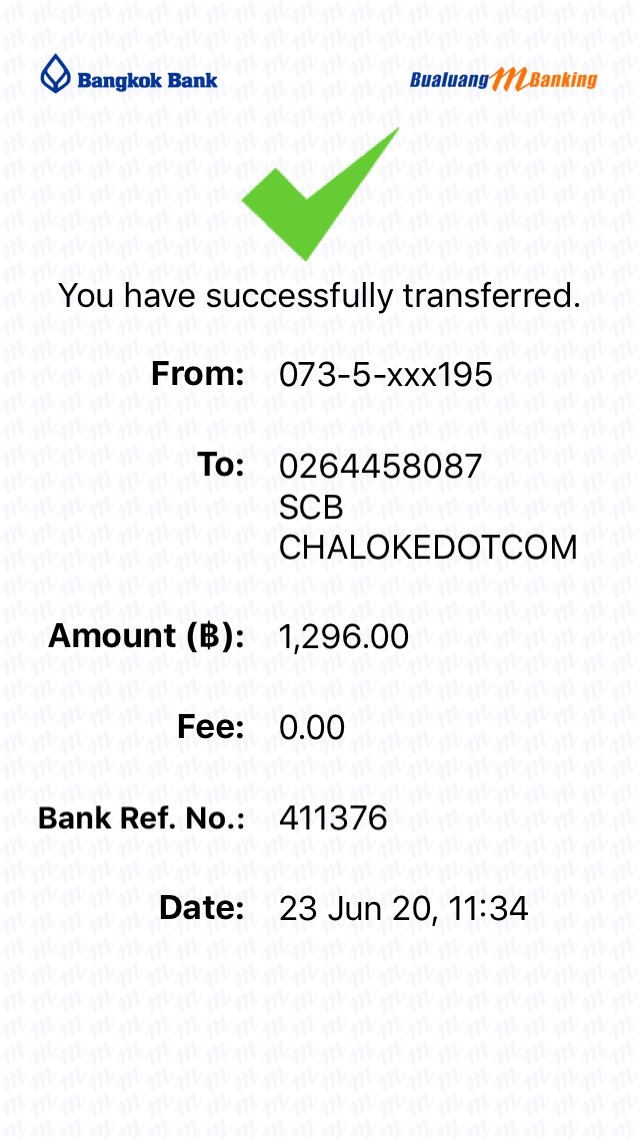 Bangkok Bank
Bualuang mBanking
You have successfully transferred.
From: 073-5-xxx195
To: 0264458087
SCB
CHALOKEDOTCOM
Amount (฿): 1,296.00
Fee: 0.00
Bank Ref. No.: 411376
Date: 23 Jun 20, 11:34